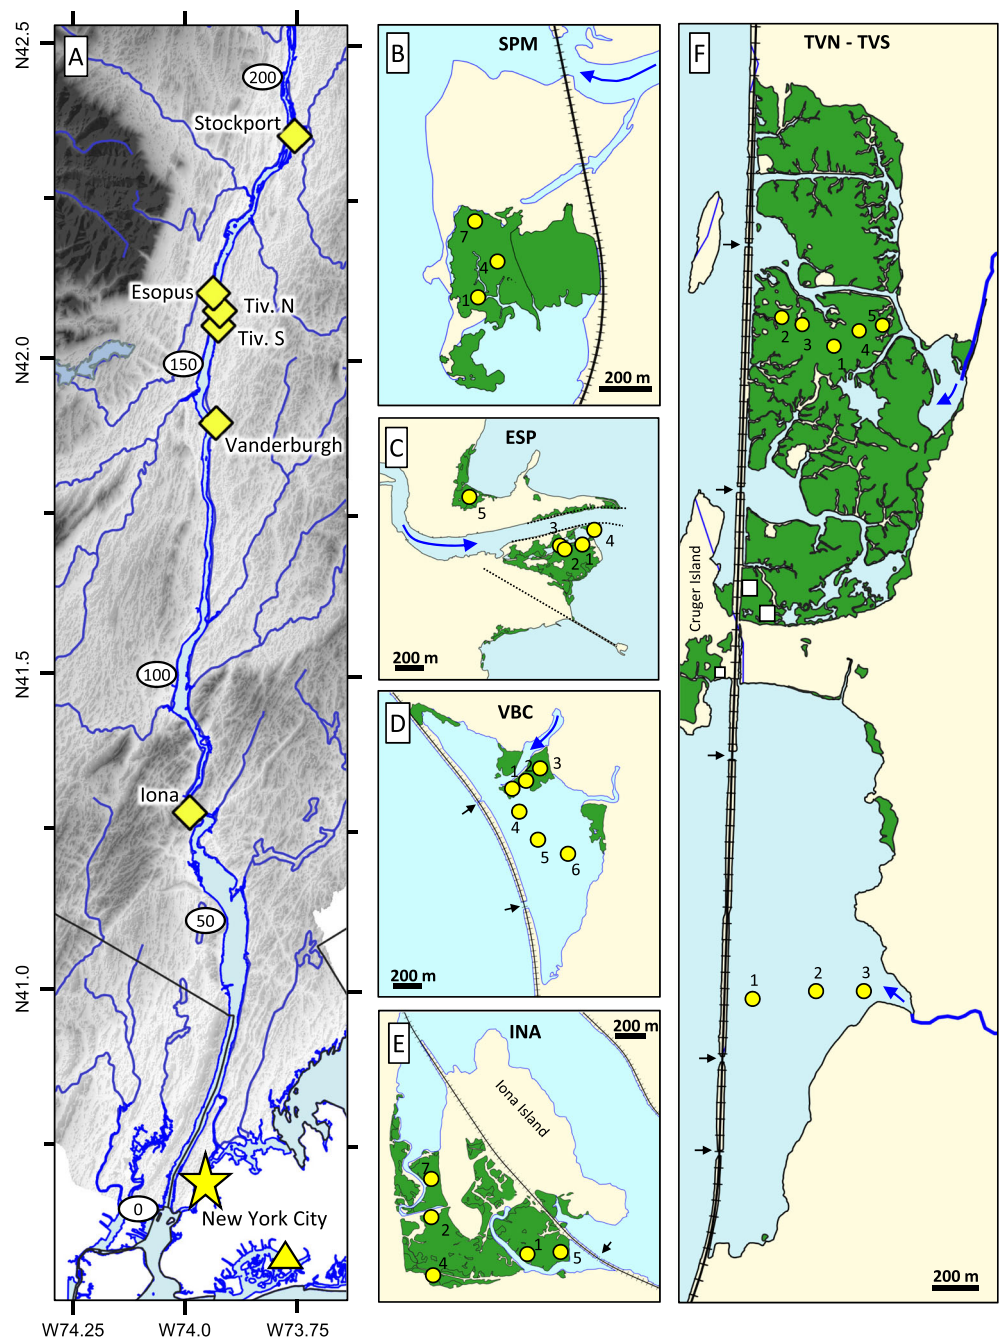 A
N42.5
200
Stockport
Esopus
Tiv. N
Tiv. S
N42.0
150
Vanderburgh
N41.5
100
Iona
50
N41.0
0
New York City
W74.25
W74.0
W73.75
B
SPM
7
4
1
200 m
C
ESP
5
3
4
2
1
200 m
D
VBC
1
2
3
4
5
6
200 m
E
INA
200 m
Iona Island
7
2
4
1
5
F
TVN - TVS
2
3
1
4
5
Cruger Island
1
2
3
200 m